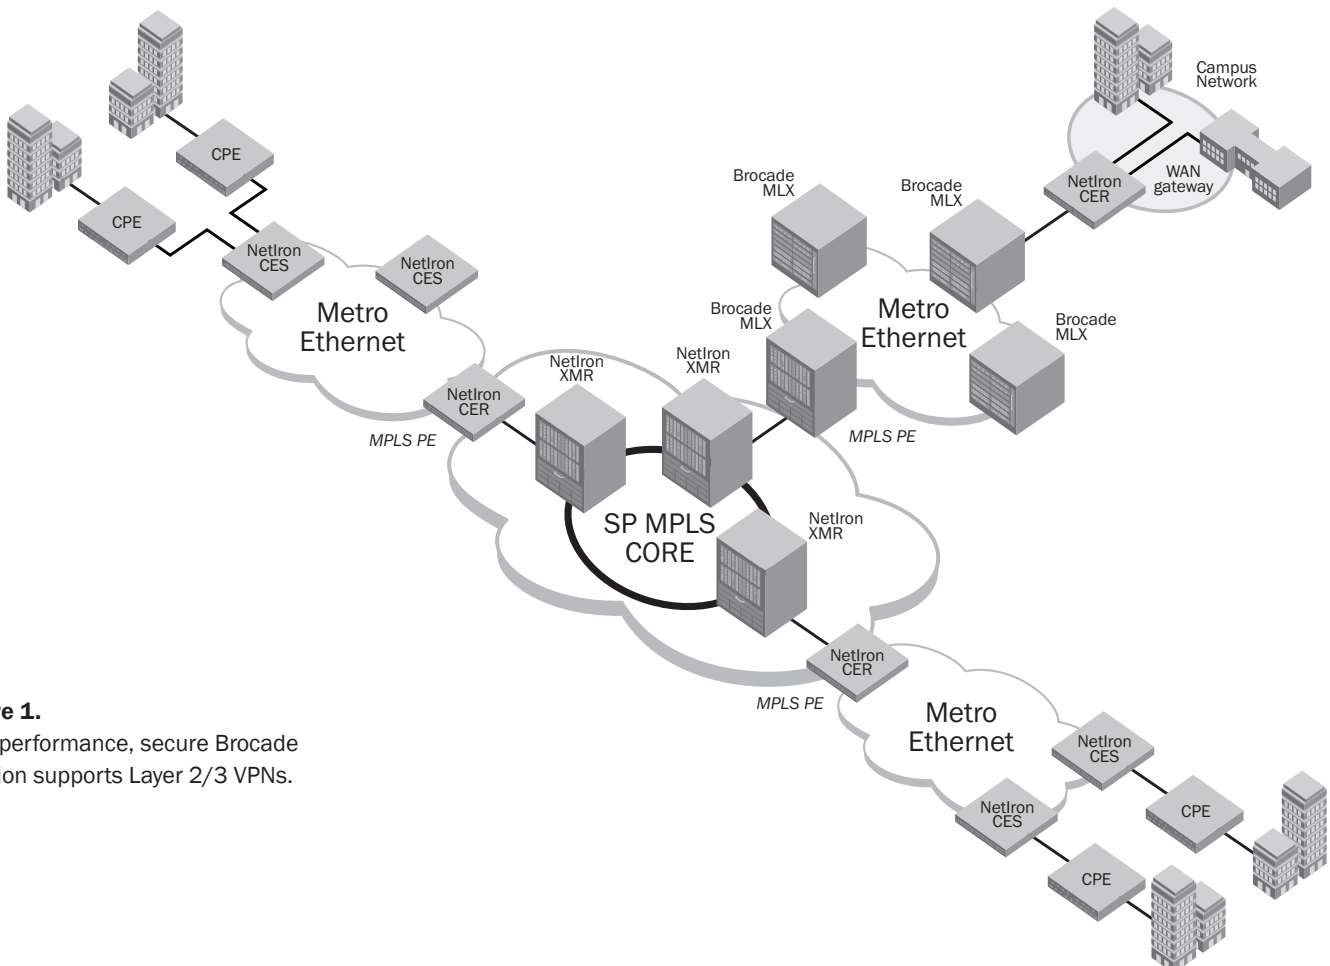 Campus
Network
CPE
Brocade
MLX
Brocade
MLX
WAN
gateway
NetIron
CER
CPE
NetIron
CES
NetIron
CES
Metro
Ethernet
Brocade
MLX
Metro
Ethernet
Brocade
MLX
NetIron
XMR
NetIron
XMR
NetIron
CER
MPLS PE
MPLS PE
SP MPLS
CORE
NetIron
XMR
NetIron
CER
MPLS PE
Metro
Ethernet
NetIron
CES
NetIron
CES
CPE
CPE
e 1.
performance, secure Brocade
ion supports Layer 2/3 VPNs.